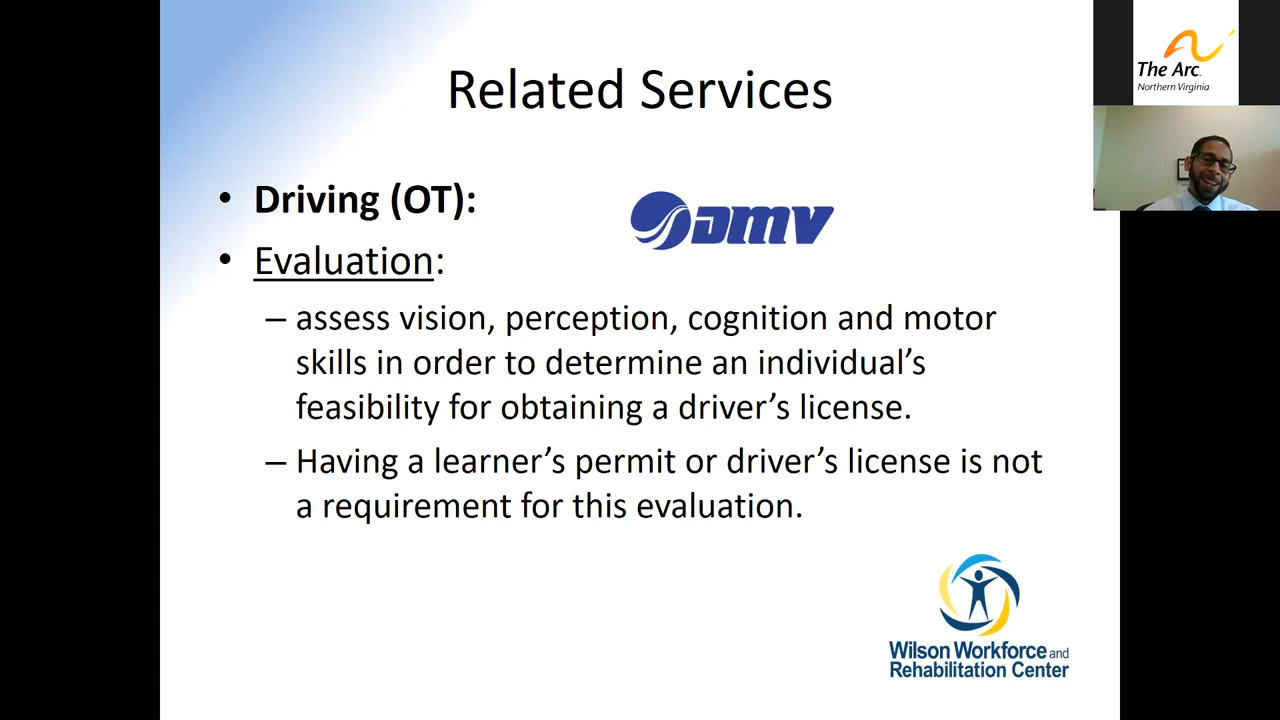 Related Services
The Arc®
Northern Virginia
• Driving (OT):
DMV
• Evaluation:
– assess vision, perception, cognition and motor
skills in order to determine an individual’s
feasibility for obtaining a driver’s license.
– Having a learner’s permit or driver’s license is not
a requirement for this evaluation.
Wilson Workforce and
Rehabilitation Center